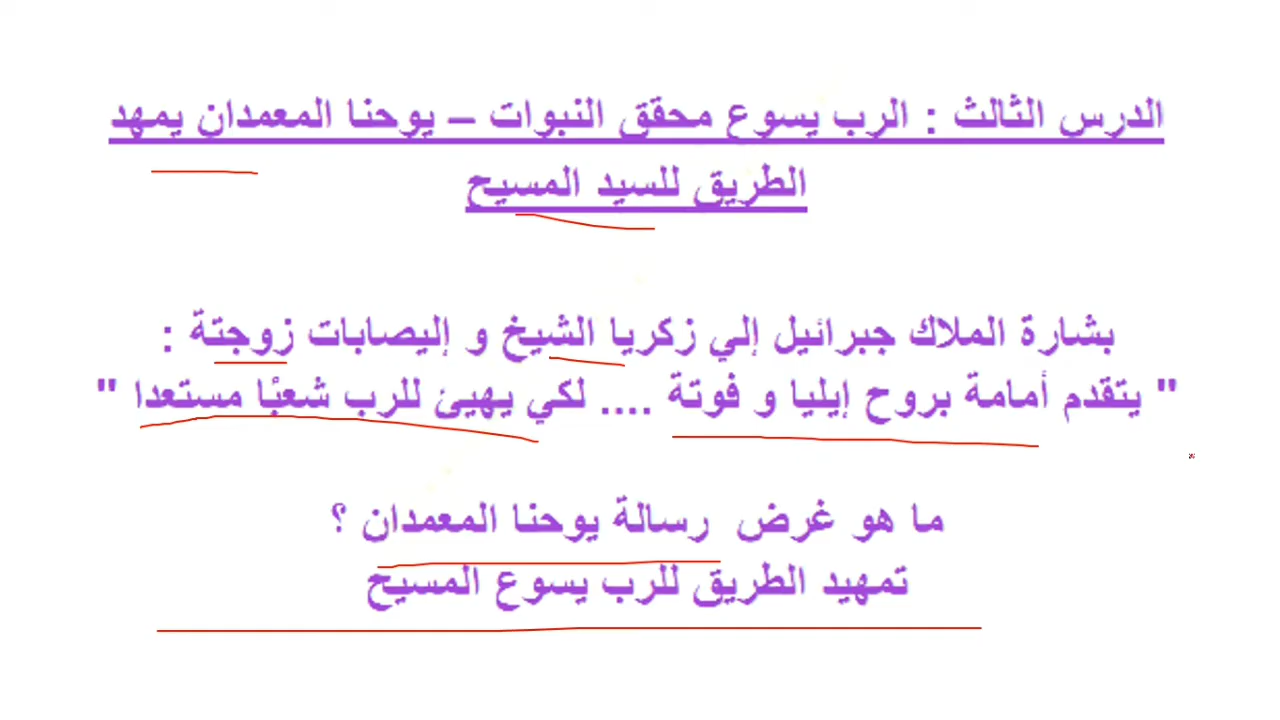 الدرس الثالث : الرب يسوع محقق النبوات – يوحنا المعمدان يمهد
الطريق للسيد المسيح
بشارة الملاك جبرائيل إلي زكريا الشيخ و إليصابات زوجتة :
" يتقدم أمامة بروح إيليا و فوتة .... لكي يهيئ للرب شعبًا مستعدا "
ما هو غرض رسالة يوحنا المعمدان ؟
تمهيد الطريق للرب يسوع المسيح